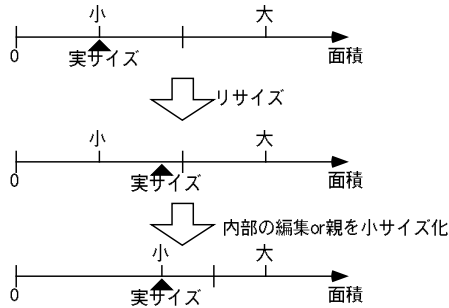 小 大
0 実サイズ 面積
リサイズ
小 大
0 実サイズ 面積
内部の編集or親を小サイズ化
小 大
0 実サイズ 面積